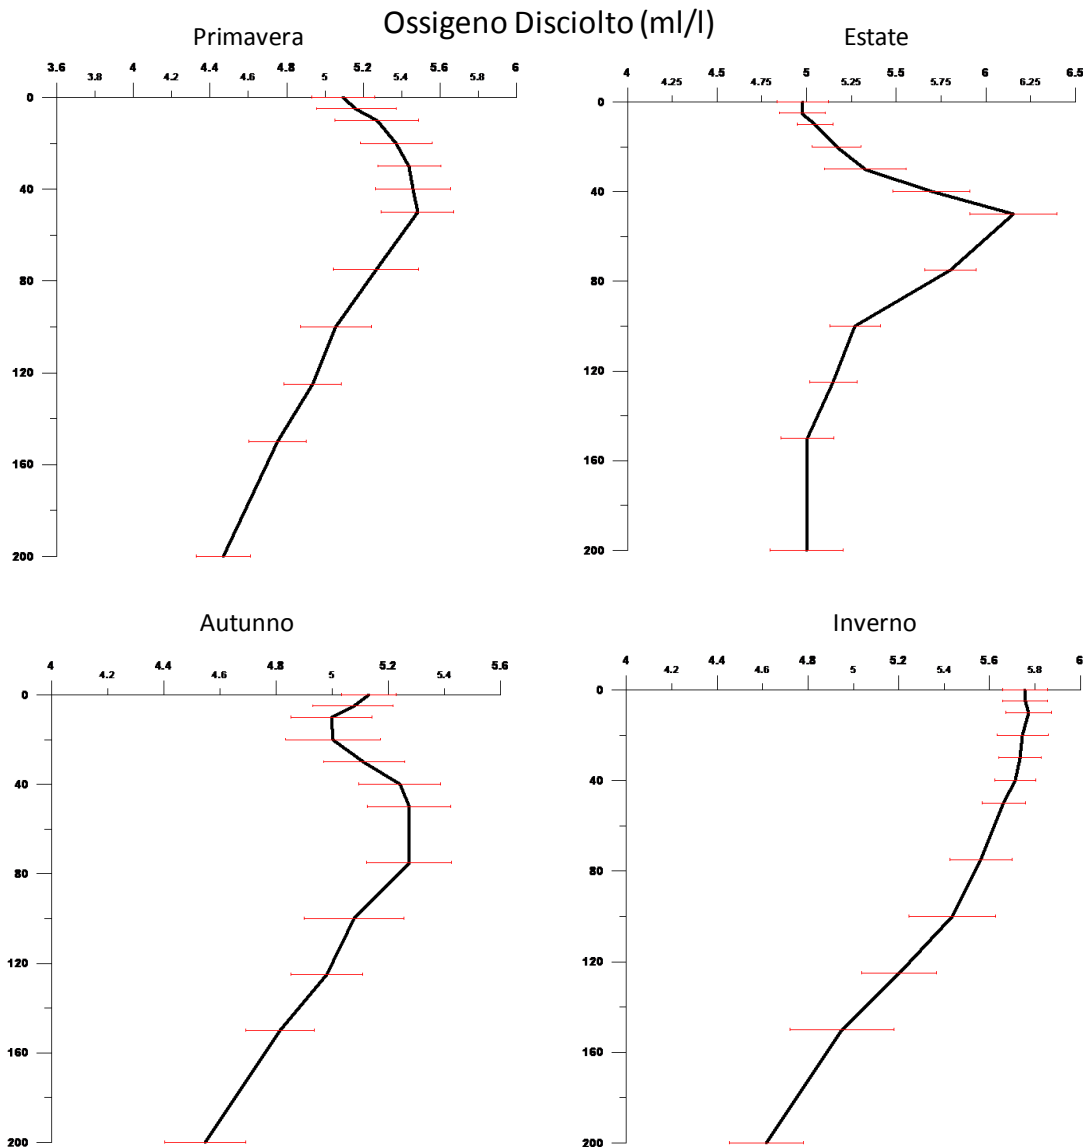 Ossigeno Disciolto (ml/l)
Primavera
3.6 4 4.4 4.8 5.2 5.6 6
3.8 4.2 4.6 5 5.4 5.8
0
40
80
120
160
200
Estate
4 4.5 5 5.5 6 6.5
4.25 4.75 5.25 5.75 6.25
0
40
80
120
160
200
Autunno
4 4.4 4.8 5.2 5.6
4.2 4.6 5 5.4
0
40
80
120
160
200
Inverno
4 4.4 4.8 5.2 5.6 6
4.2 4.6 5 5.4 5.8
0
40
80
120
160
200